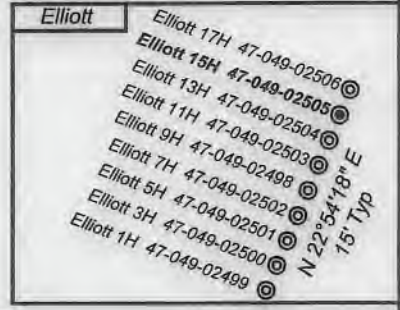 Elliott
Elliott 17H 47-049-02506
Elliott 15H 47-049-02505
Elliott 13H 47-049-02504
Elliott 11H 47-049-02503
Elliott 9H 47-049-02498
Elliott 7H 47-049-02502
Elliott 5H 47-049-02501
Elliott 3H 47-049-02500
Elliott 1H 47-049-02499
N 22°54'18" E
15' Typ